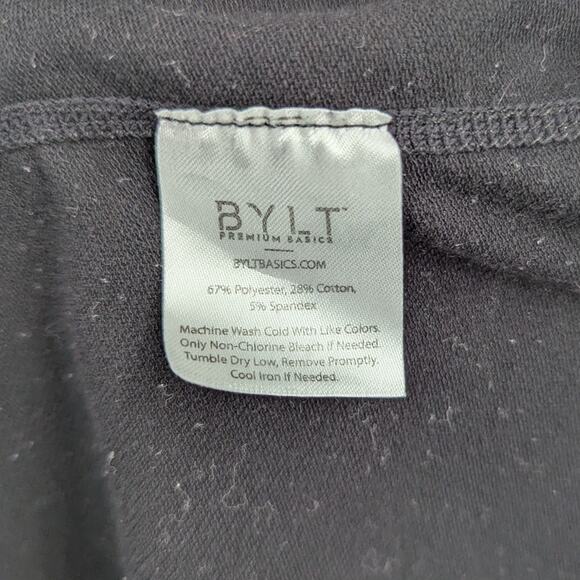 BYLT™
PREMIUM BASICS
BYLTBASICS.COM
67% Polyester, 28% Cotton,
5% Spandex
Machine Wash Cold With Like Colors.
Only Non-Chlorine Bleach If Needed.
Tumble Dry Low, Remove Promptly.
Cool Iron If Needed.